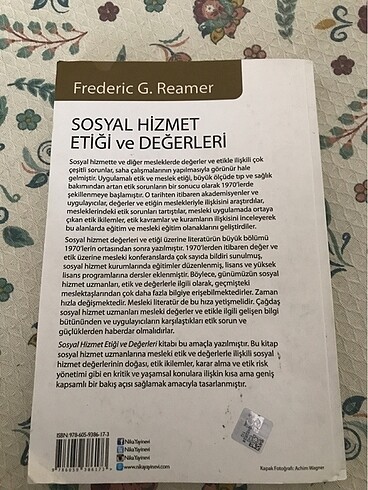 Frederic G. Reamer
SOSYAL HİZMET
ETİĞİ ve DEĞERLERİ
Sosyal hizmette ve diğer mesleklerde değerler ve etikle ilişkili çok
çeşitli sorunlar, saha çalışmalarının yapılmasıyla görünür hale
gelmiştir. Uygulamalı etik ve meslek etiği, büyük ölçüde tıp ve sağlık
bakımından artan etik sorunların bir sonucu olarak 1970'lerde
şekillenmeye başlamıştır. O tarihten itibaren akademisyenler ve
uygulayıcılar, değerler ve etiğin meslekleriyle ilişkisini araştırdılar,
mesleklerindeki etik sorunları tartıştılar, mesleki uygulamada ortaya
çıkan etik ikilemler, etik kavramlar ve kuramların ilişkisini inceleyerek
bu alanlarda eğitim ve mesleki eğitim olanaklarını geliştirdiler.
Sosyal hizmet değerleri ve etiği üzerine literatürün büyük bölümü
1970'lerin ortasından sonra yazılmıştır. 1970'lerden itibaren değer ve
etik üzerine mesleki konferanslarda çok sayıda bildiri sunulmuş,
sosyal hizmet kurumlarında eğitimler düzenlenmiş, lisans ve yüksek
lisans programlarına dersler eklenmiştir. Böylece, günümüzün sosyal
hizmet uzmanları, etik ve değerlerle ilgili olarak, geçmişteki
meslektaşlarından çok daha fazla bilgiye erişebilmektedirler. Zaman
hızla değişmektedir. Mesleki literatür de bu hıza yetişmelidir. Çağdaş
sosyal hizmet uzmanları mesleki değerler ve etikle ilgili gelişen bilgi
bütününden ve uygulayıcıların karşılaştıkları etik sorun ve
güçlüklerden haberdar olmalıdırlar.
Sosyal Hizmet Etiği ve Değerleri kitabı bu amaçla yazılmıştır. Bu kitap
sosyal hizmet uzmanlarına mesleki etik ve değerlerle ilişkili sosyal
hizmet değerlerinin doğası, etik ikilemler, karar alma ve etik risk
yönetimi gibi en kritik ve yaşamsal konulara ilişkin kısa ama geniş
kapsamlı bir bakış açısı sağlamak amacıyla tasarlanmıştır.
ISBN: 978-605-9386-17-3
9 786059 386173
NikaYayinevi
NikaYayinevi
NikaYayinevi
www.nikayayinevi.com
Kapak Fotoğrafı: Achim Wagner